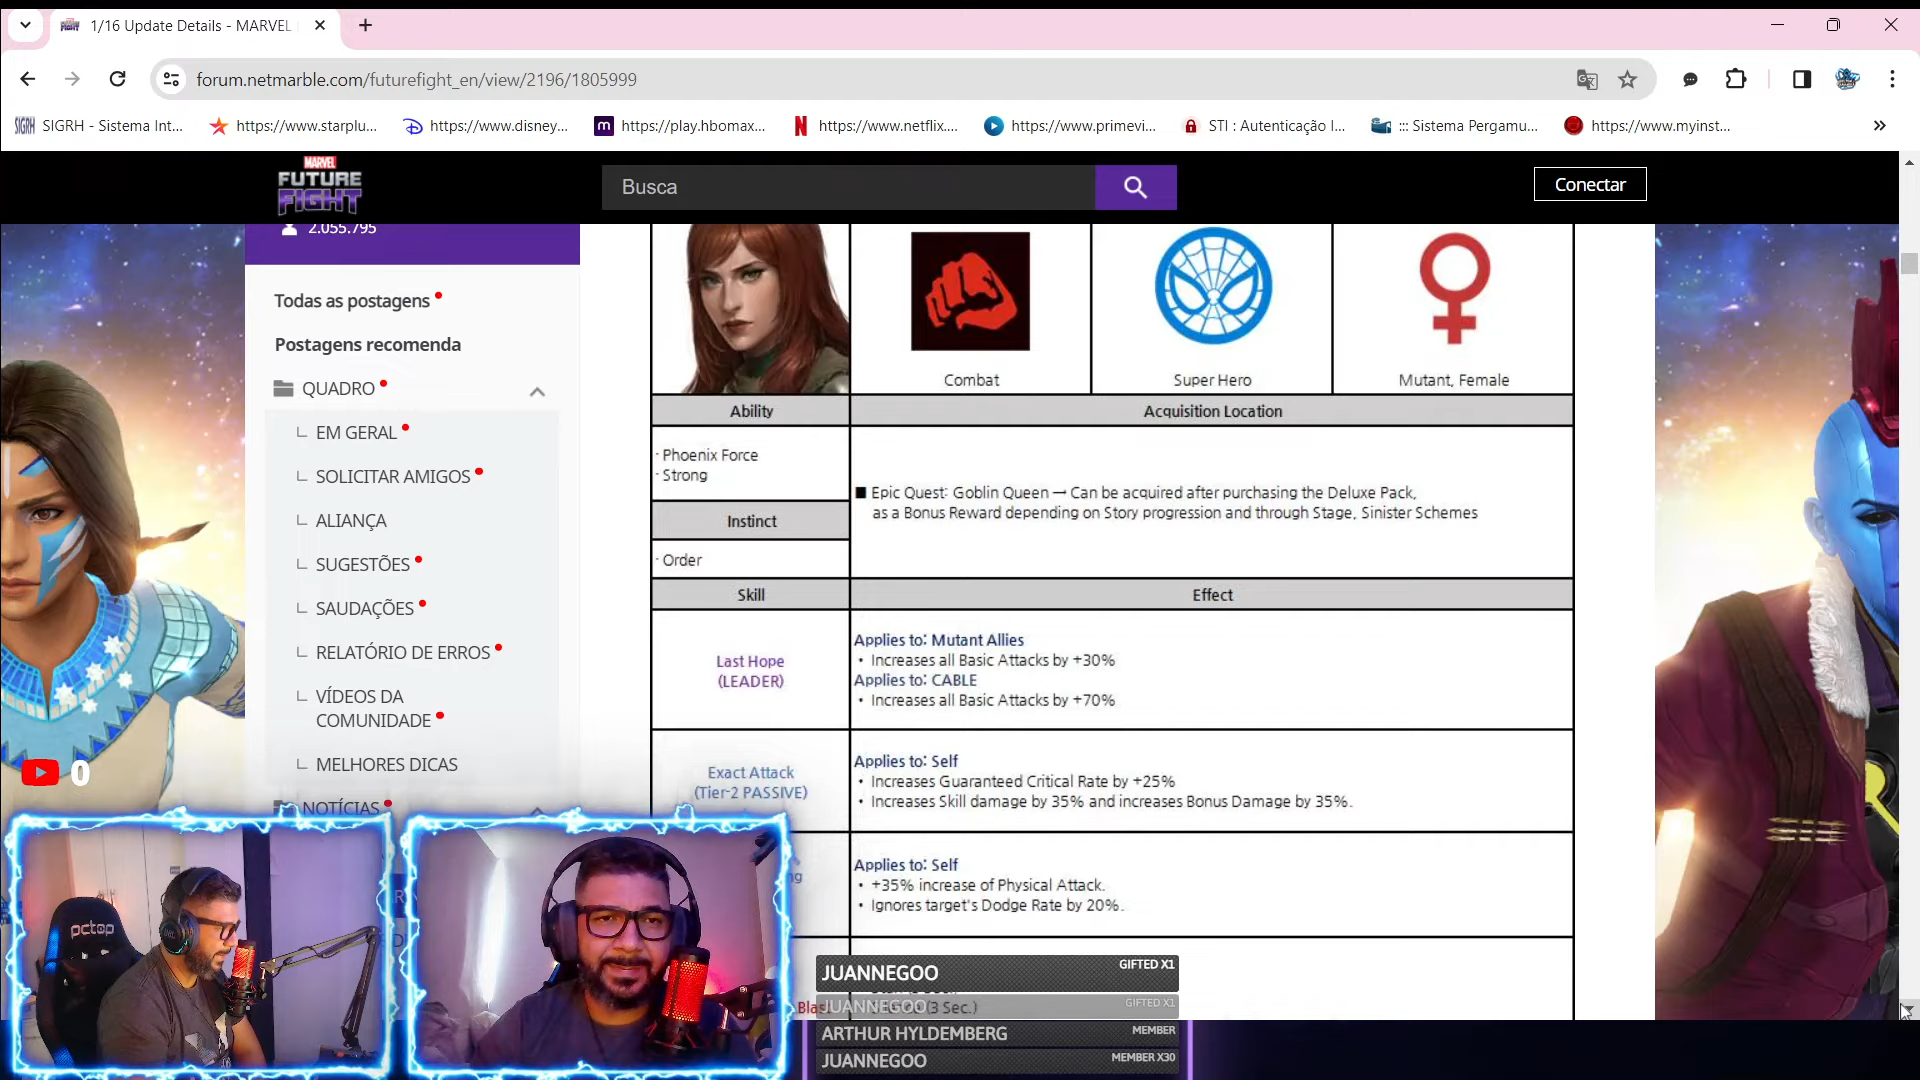 1/16 Update Details - MARVEL
forum.netmarble.com/futurefight_en/view/2196/1805999
SIGRH - Sistema Int...
https://www.starplu...
https://www.disney...
https://play.hbomax...
https://www.netflix....
https://www.primevi...
STI : Autenticação I...
::: Sistema Pergamu...
https://www.myinst...
MARVEL
FUTURE
FIGHT
Busca
Conectar
2.055.795
Todas as postagens
Postagens recomenda
QUADRO
EM GERAL
SOLICITAR AMIGOS
ALIANÇA
SUGESTÕES
SAUDAÇÕES
RELATÓRIO DE ERROS
VÍDEOS DA
COMUNIDADE
MELHORES DICAS
NOTÍCIAS
Combat
Super Hero
Mutant, Female
Ability
Acquisition Location
· Phoenix Force
· Strong
■ Epic Quest: Goblin Queen → Can be acquired after purchasing the Deluxe Pack,
as a Bonus Reward depending on Story progression and through Stage, Sinister Schemes
Instinct
· Order
Skill
Effect
Last Hope
(LEADER)
Applies to: Mutant Allies
• Increases all Basic Attacks by +30%
Applies to: CABLE
• Increases all Basic Attacks by +70%
Exact Attack
(Tier-2 PASSIVE)
Applies to: Self
• Increases Guaranteed Critical Rate by +25%
• Increases Skill damage by 35% and increases Bonus Damage by 35%.
Applies to: Self
• +35% increase of Physical Attack.
• Ignores target's Dodge Rate by 20%.
0
pctop
JUANNEGOO
GIFTED X1
JUANNEGOO
GIFTED X1
(3 Sec.)
ARTHUR HYLDEMBERG
MEMBER
JUANNEGOO
MEMBER X30